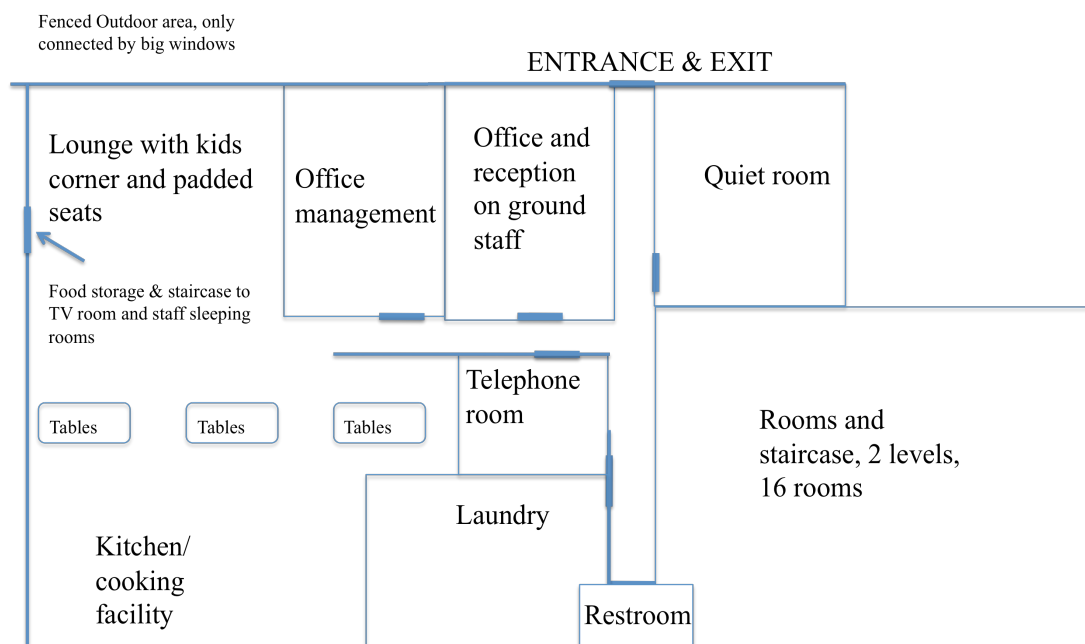 Fenced Outdoor area, only
connected by big windows
ENTRANCE & EXIT
Lounge with kids
corner and padded
seats
Office
management
Office and
reception
on ground
staff
Quiet room
Food storage & staircase to
TV room and staff sleeping
rooms
Telephone
room
Tables
Tables
Tables
Rooms and
staircase, 2 levels,
16 rooms
Laundry
Kitchen/
cooking
facility
Restroom